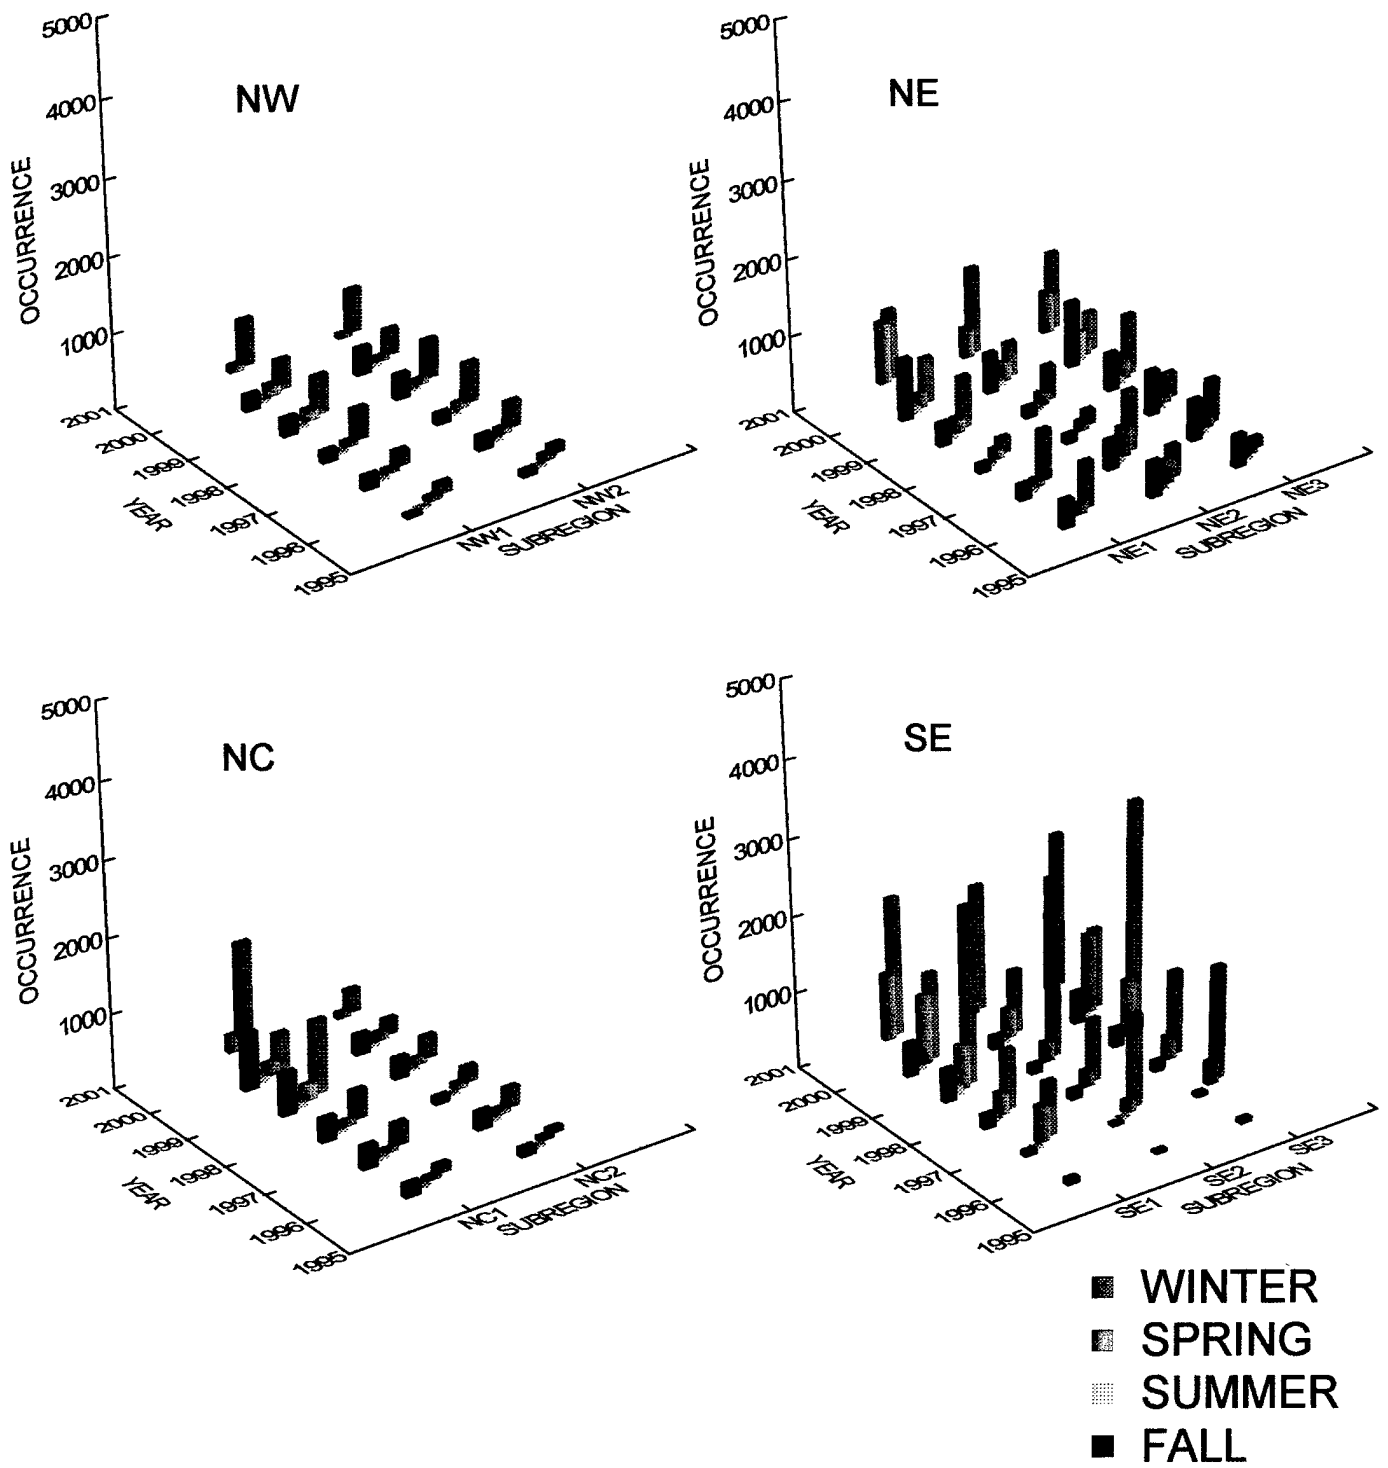 NW
OCCURRENCE
5000
4000
3000
2000
1000
2001
2000
1999
1998
1997
1996
1995
YEAR
NW1
NW2
SUBREGION
NE
OCCURRENCE
5000
4000
3000
2000
1000
2001
2000
1999
1998
1997
1996
1995
YEAR
NE1
NE2
NE3
SUBREGION
NC
OCCURRENCE
5000
4000
3000
2000
1000
2001
2000
1999
1998
1997
1996
1995
YEAR
NC1
NC2
SUBREGION
SE
OCCURRENCE
5000
4000
3000
2000
1000
2001
2000
1999
1998
1997
1996
1995
YEAR
SE1
SE2
SE3
SUBREGION
WINTER
SPRING
SUMMER
FALL